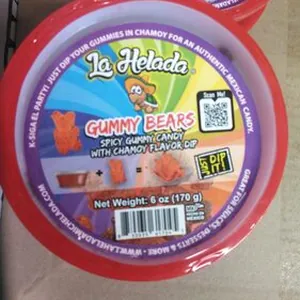 K-SIGA EL PARTY! JUST DIP YOUR GUMMIES IN CHAMOY FOR AN AUTHENTIC MEXICAN CANDY.
La Helada
Scan Me!
GUMMY BEARS
SPICY GUMMY CANDY
WITH CHAMOY FLAVOR DIP
JUST DIP IT!
Net Weight: 6 oz (170 g)
GREAT FOR SNACKS, DESSERTS & MORE
WWW.LAHELADAMICHELADA.COM